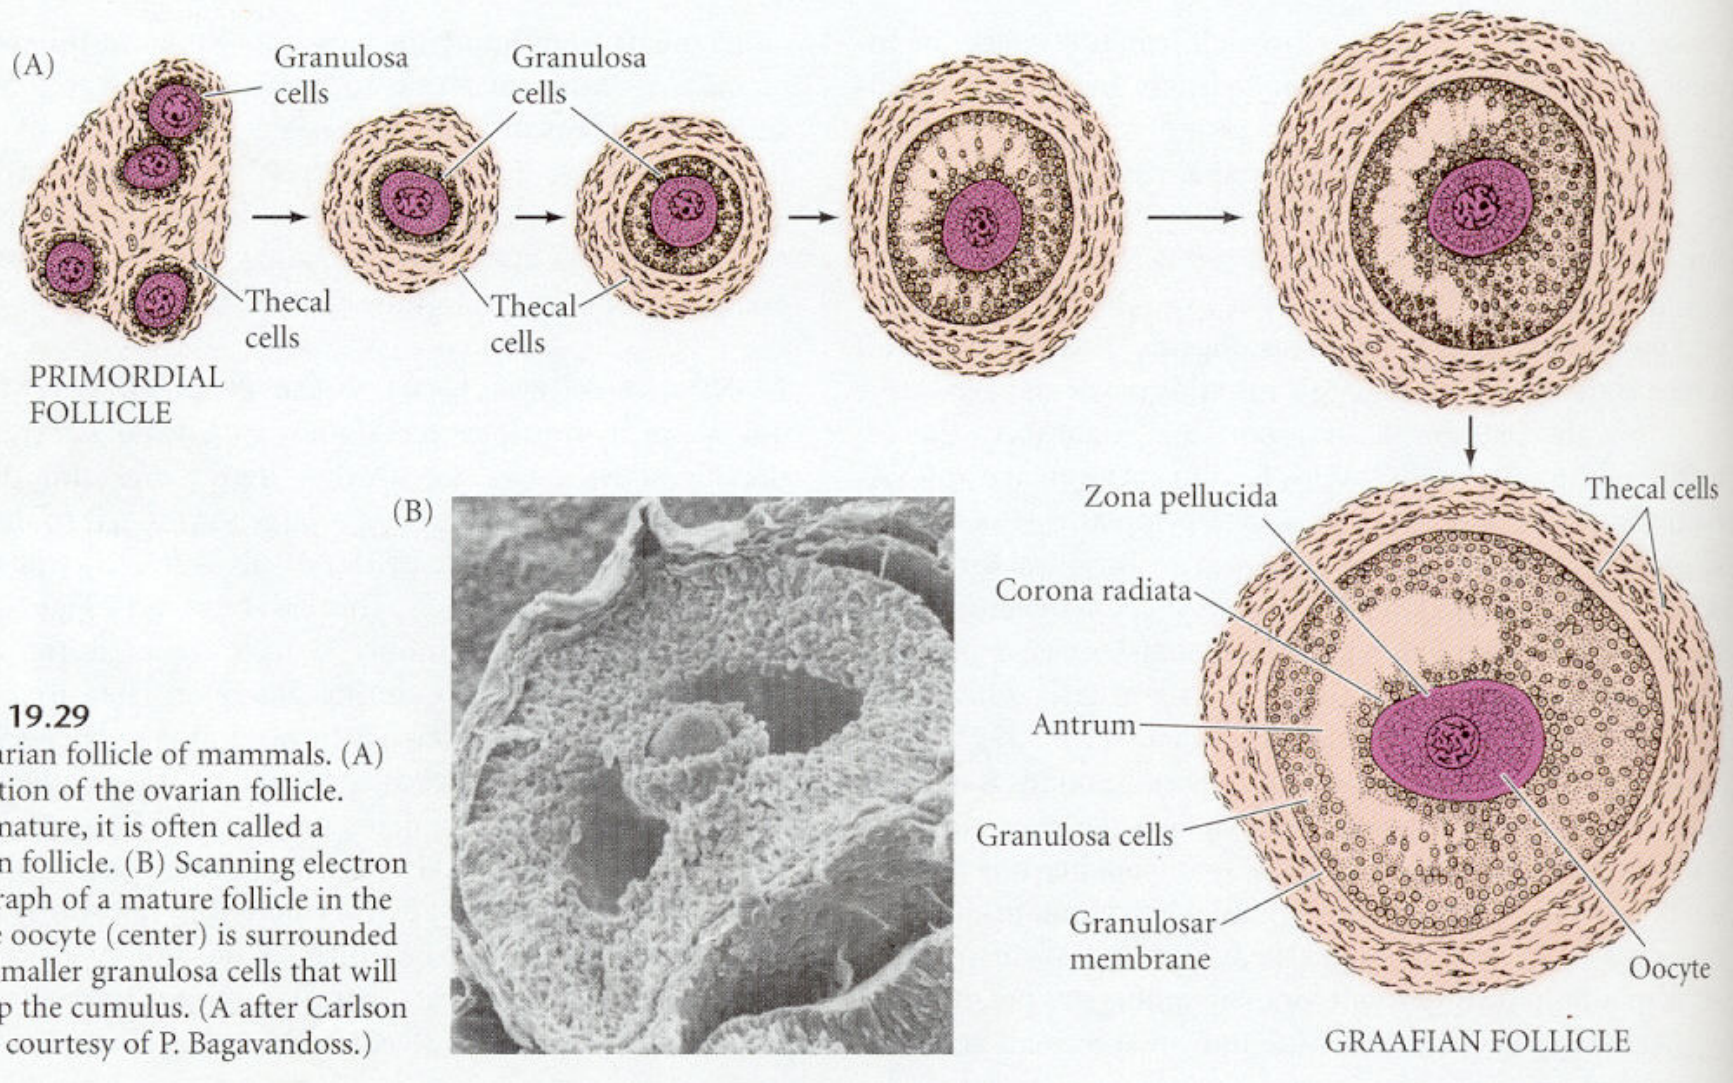 (A)
Granulosa
cells
Granulosa
cells
Thecal
cells
Thecal
cells
PRIMORDIAL
FOLLICLE
(B)
Zona pellucida
Thecal cells
Corona radiata
Antrum
Granulosa cells
Granulosar
membrane
Oocyte
GRAAFIAN FOLLICLE
19.29
arian follicle of mammals. (A)
tion of the ovarian follicle.
nature, it is often called a
n follicle. (B) Scanning electron
raph of a mature follicle in the
e oocyte (center) is surrounded
maller granulosa cells that will
p the cumulus. (A after Carlson
courtesy of P. Bagavandoss.)